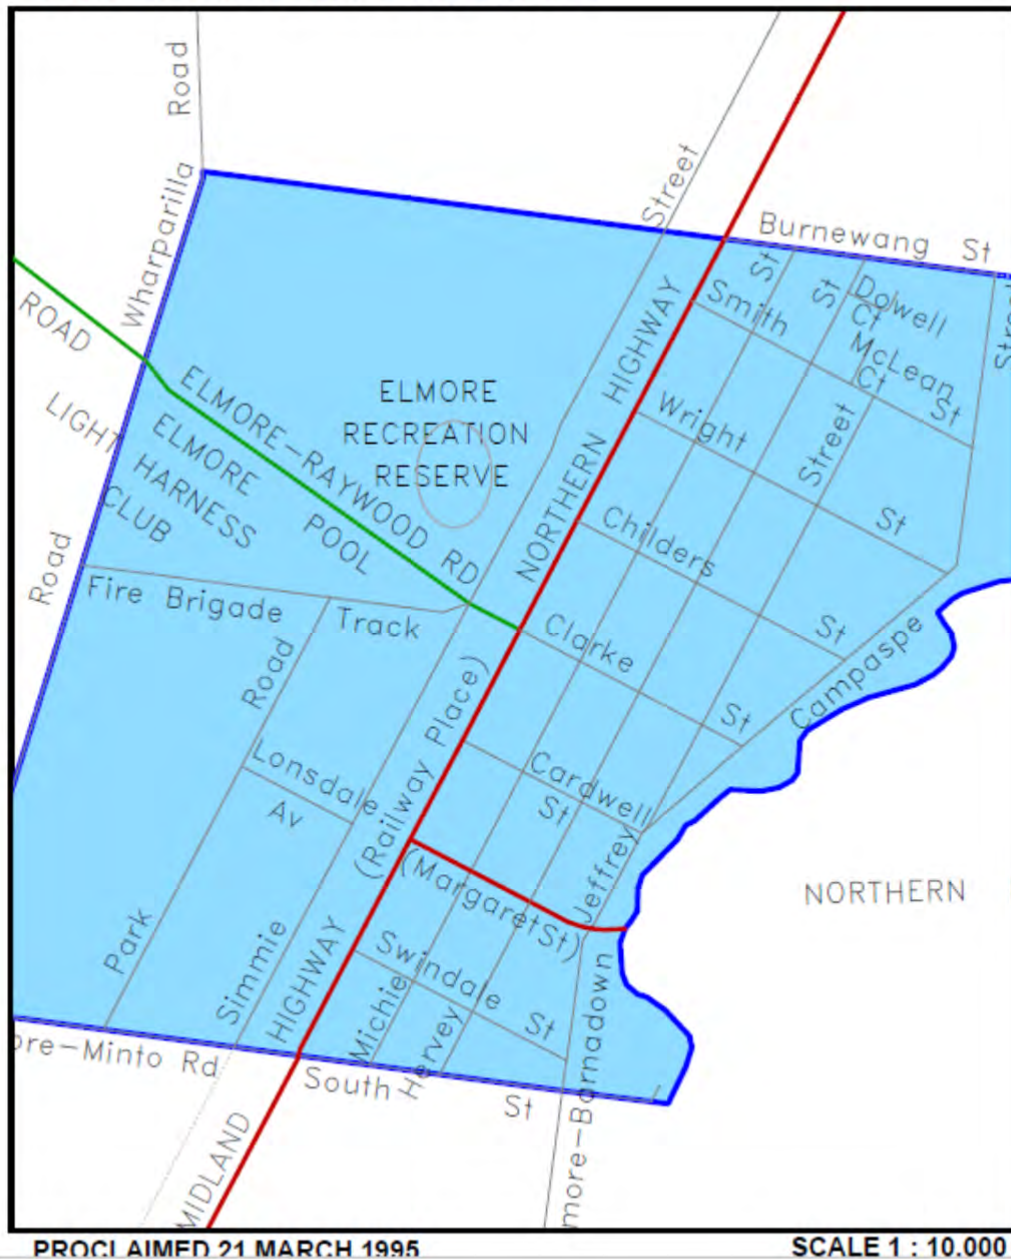 Wharparilla Road
Street
Burnewang St
ROAD
ELMORE-RAYWOOD RD
ELMORE
RECREATION
RESERVE
NORTHERN HIGHWAY
Smith St
St
St
Dowell
Ct
McLean
Ct
Wright St
Street
LIGHT
HARNESS
CLUB
ELMORE
POOL
Road
Childers St
Fire Brigade Track
Clarke St
Campaspe
Road
Lonsdale
Av
(Railway Place)
Cardwell
St
St
Jeffrey
(Margaret St)
NORTHERN
Park
Simmie
HIGHWAY
Swindale St
Michie
Hervey
ore-Minto Rd
South St
more-Barnadown
MIDLAND
PROCLAIMED 21 MARCH 1995
SCALE 1 : 10,000